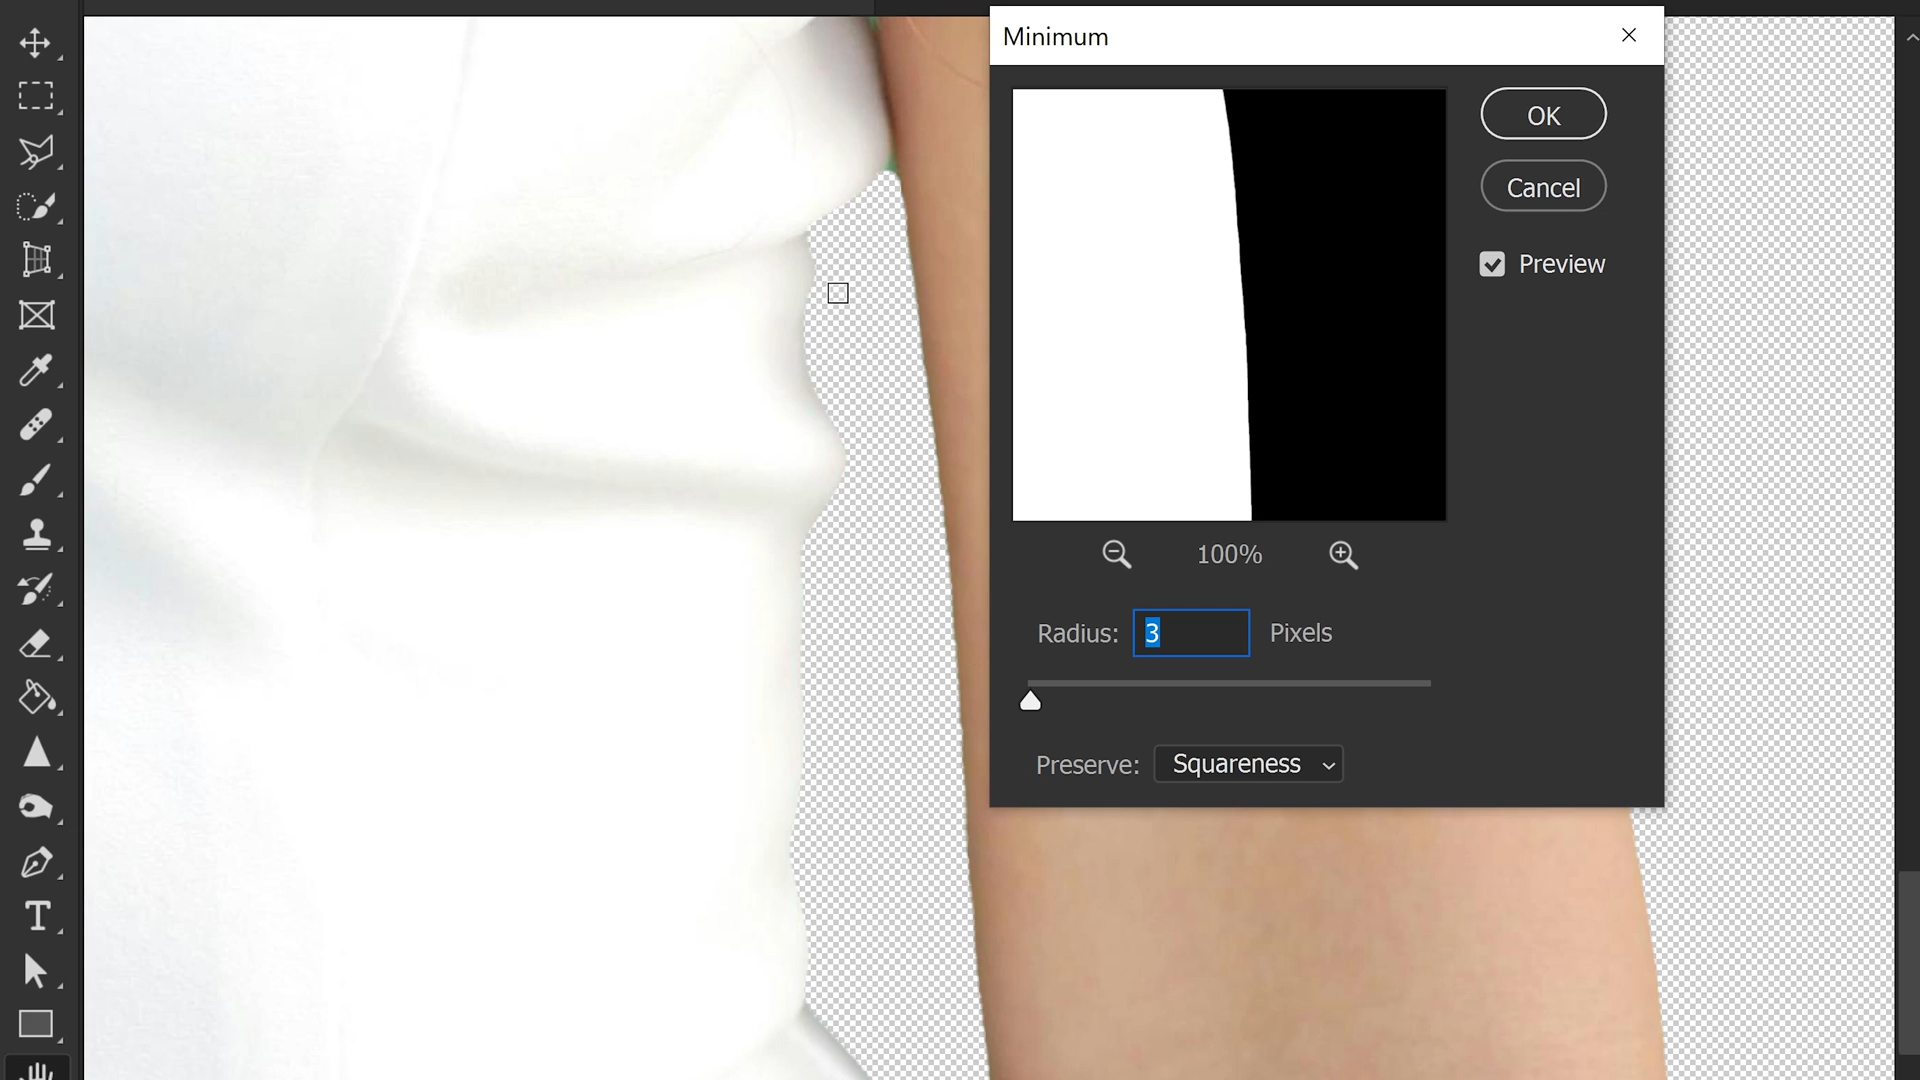 Minimum
OK
Cancel
Preview
100%
Radius: 3 Pixels
Preserve: Squareness
T